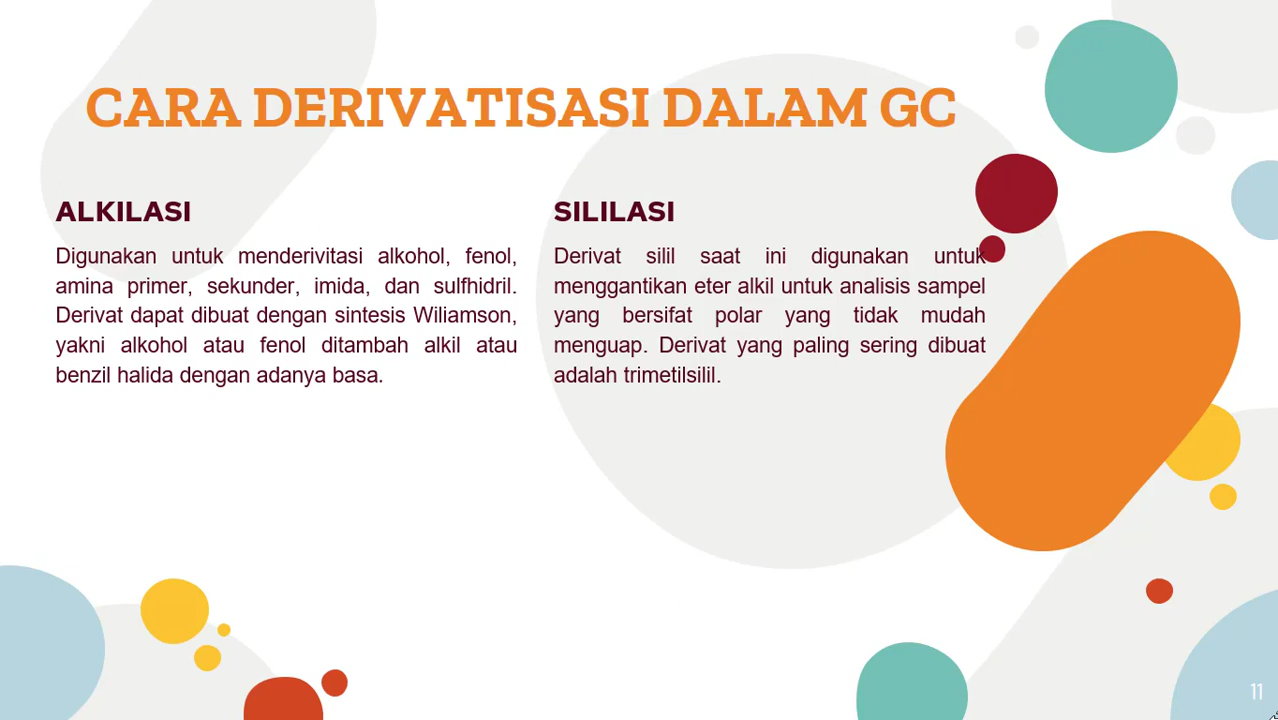 CARA DERIVATISASI DALAM GC
ALKILASI
Digunakan untuk menderivitasi alkohol, fenol,
amina primer, sekunder, imida, dan sulfhidril.
Derivat dapat dibuat dengan sintesis Wiliamson,
yakni alkohol atau fenol ditambah alkil atau
benzil halida dengan adanya basa.
SILILASI
Derivat silil saat ini digunakan untuk
menggantikan eter alkil untuk analisis sampel
yang bersifat polar yang tidak mudah
menguap. Derivat yang paling sering dibuat
adalah trimetilsilil.
11